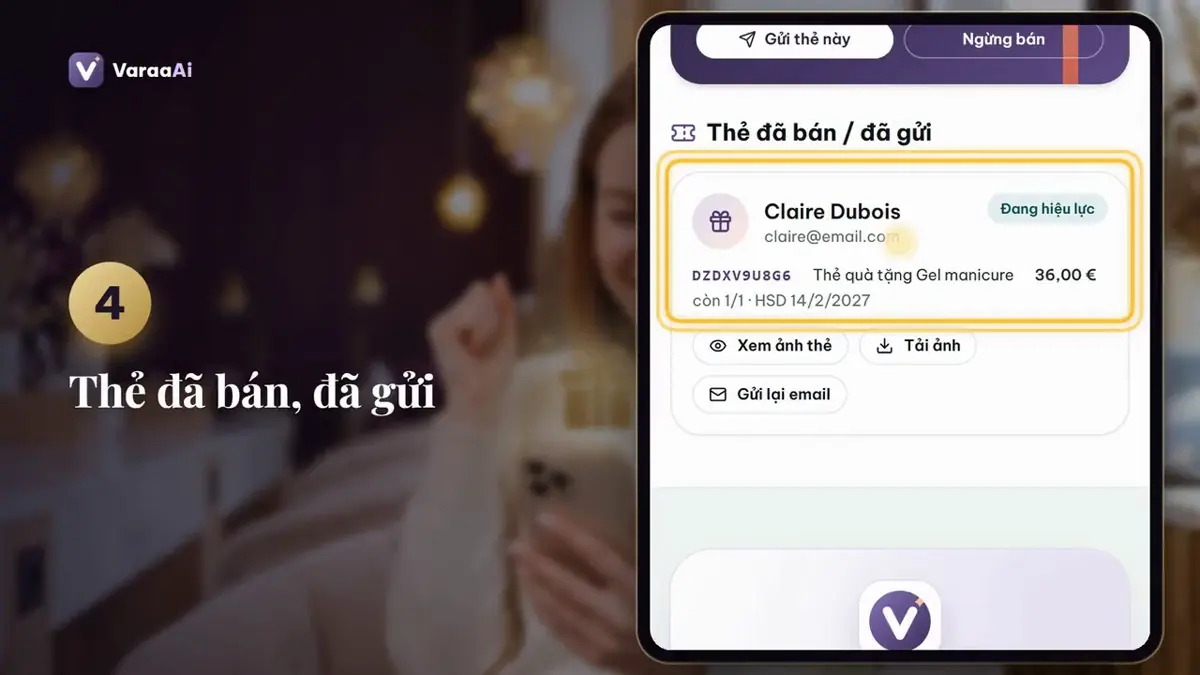 VaraaAi
4
Thẻ đã bán, đã gửi
Gửi thẻ này
Ngừng bán
Thẻ đã bán / đã gửi
Claire Dubois
Đang hiệu lực
claire@email.com
DZDXV9U8G6 Thẻ quà tặng Gel manicure 36,00 €
còn 1/1 · HSD 14/2/2027
Xem ảnh thẻ
Tải ảnh
Gửi lại email